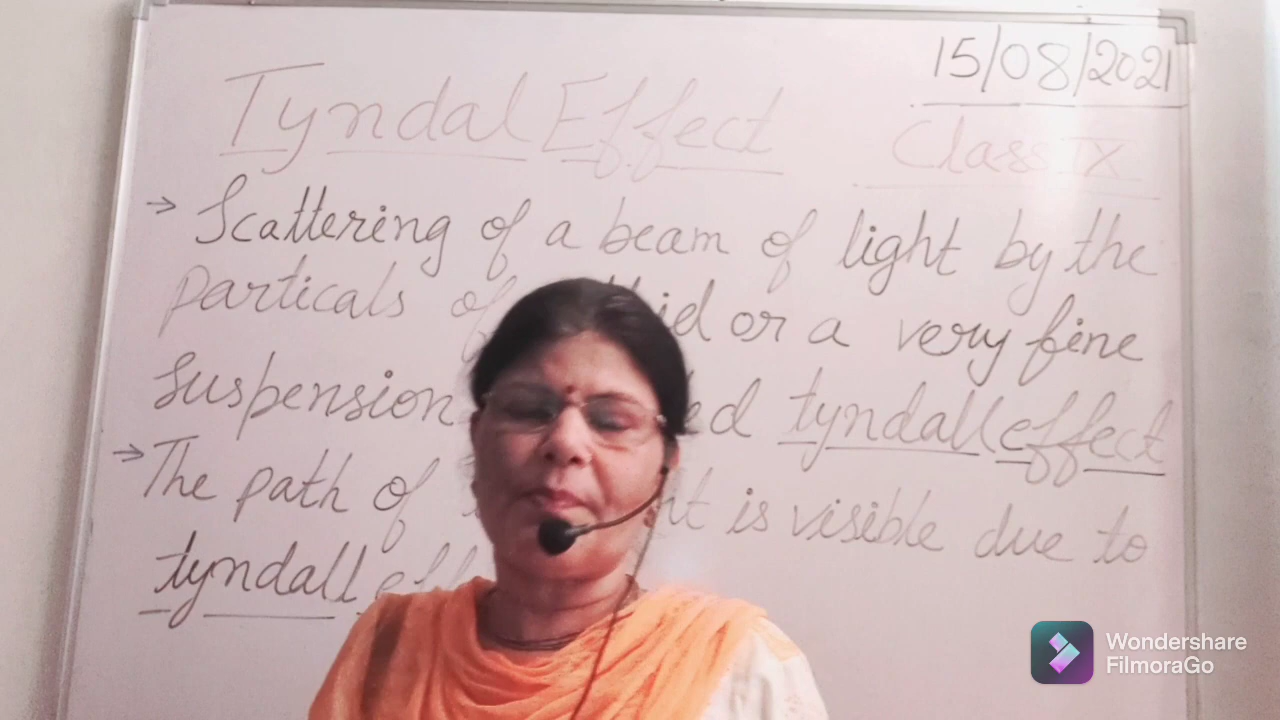 15/08/2021
Tyndal Effect
Class IX
→ Scattering of a beam of light by the
particals of or a very fine
suspension tyndall effect
→ The path of is visible due to
tyndall
Wondershare
FilmoraGo